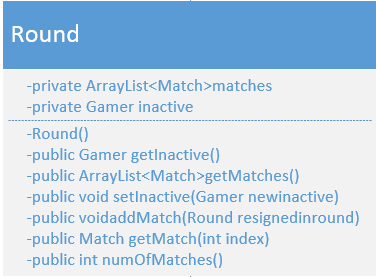 Round
-private ArrayList<Match>matches
-private Gamer inactive
-Round()
-public Gamer getInactive()
-public ArrayList<Match>getMatches()
-public void setInactive(Gamer newinactive)
-public voidaddMatch(Round resignedinround)
-public Match getMatch(int index)
-public int numOfMatches()